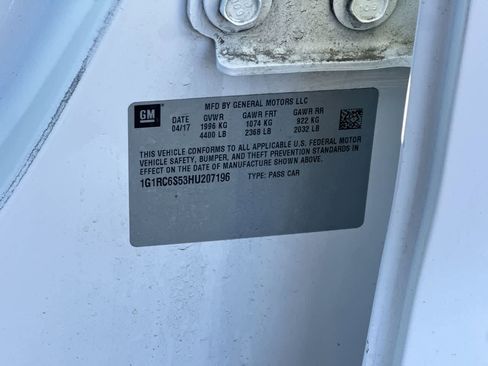 GM
MFD BY GENERAL MOTORS LLC
DATE GVWR GAWR FRT GAWR RR
04/17 1996 KG 1074 KG 922 KG
4400 LB 2368 LB 2032 LB
THIS VEHICLE CONFORMS TO ALL APPLICABLE U.S. FEDERAL MOTOR
VEHICLE SAFETY, BUMPER, AND THEFT PREVENTION STANDARDS IN
EFFECT ON THE DATE OF MANUFACTURE SHOWN ABOVE.
1G1RC6S53HU207196 TYPE: PASS CAR